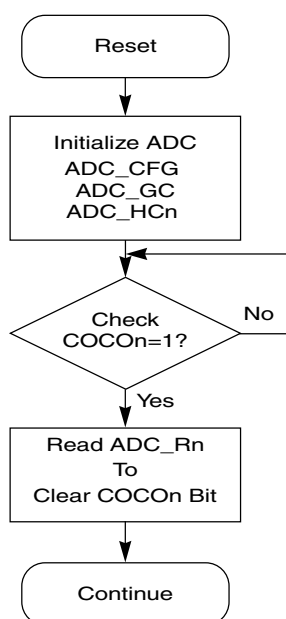 Reset
Initialize ADC
ADC_CFG
ADC_GC
ADC_HCn
Check
COCOn=1?
No
Yes
Read ADC_Rn
To
Clear COCOn Bit
Continue